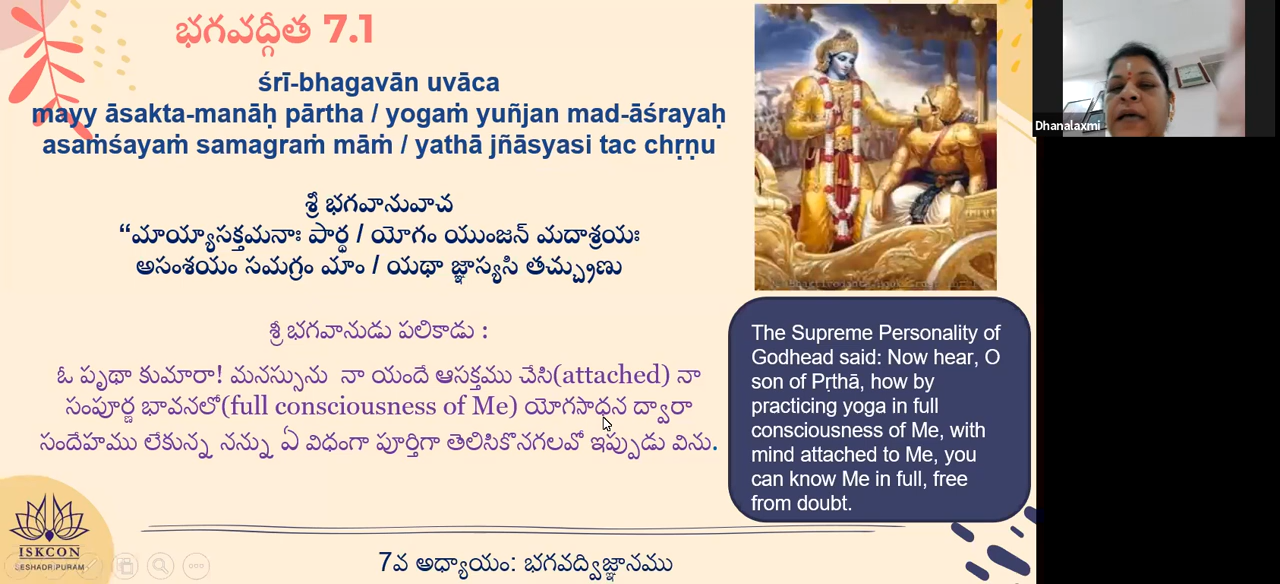 భగవద్గీత 7.1
śrī-bhagavān uvāca
mayy āsakta-manāḥ pārtha / yogaṁ yuñjan mad-āśrayaḥ
asaṁśayaṁ samagraṁ māṁ / yathā jñāsyasi tac chṛṇu
శ్రీ భగవానువాచ
“మాయ్యాసక్తమనాః పార్థ / యోగం యుంజన్ మదాశ్రయః
అసంశయం సమగ్రం మాం / యథా జ్ఞాస్యసి తచ్ఛ్రుణు
శ్రీ భగవానుడు పలికాడు :
ఓ పృథా కుమారా! మనస్సును నా యందే ఆసక్తము చేసి(attached) నా
సంపూర్ణ భావనలో(full consciousness of Me) యోగసాధన ద్వారా
సందేహము లేకున్న నన్ను ఏ విధంగా పూర్తిగా తెలిసికొనగలవో ఇప్పుడు విను.
The Supreme Personality of
Godhead said: Now hear, O
son of Pṛthā, how by
practicing yoga in full
consciousness of Me, with
mind attached to Me, you
can know Me in full, free
from doubt.
ISKCON
SESHADRIPURAM
7వ అధ్యాయం: భగవద్విజ్ఞానము
Dhanalaxmi